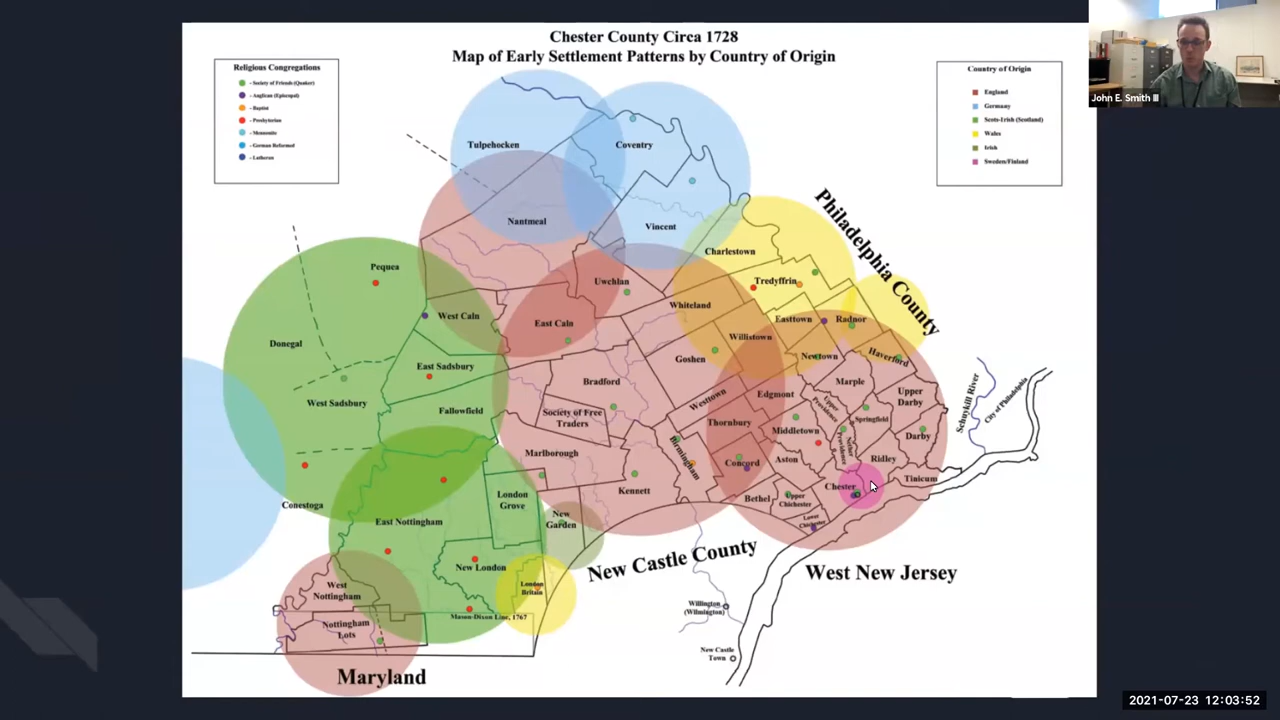 Chester County Circa 1728
Map of Early Settlement Patterns by Country of Origin
Religious Congregations
- Society of Friends (Quaker)
- Anglican (Episcopal)
- Baptist
- Presbyterian
- Mennonite
- German Reformed
- Lutheran
Country of Origin
England
Germany
Scots-Irish (Scotland)
Wales
Irish
Sweden/Finland
John E. Smith III
Tulpehocken
Coventry
Nantmeal
Vincent
Philadelphia County
Charlestown
Pequea
Uwchlan
Tredyffrin
Whiteland
West Caln
East Caln
Easttown
Radnor
Willistown
Donegal
Goshen
Newtown
Haverford
East Sadsbury
Bradford
Marple
West Sadsbury
Fallowfield
Society of Free
Traders
Westtown
Edgmont
Upper
Providence
Upper
Darby
Schuykill River
City of Philadelphia
Thornbury
Middletown
Springfield
Nether
Providence
Darby
Marlborough
Birmingham
Concord
Aston
Ridley
Tinicum
Conestoga
London
Grove
Kennett
Bethel
Upper
Chichester
Chester
East Nottingham
New
Garden
Lower
Chichester
New London
London
Britain
New Castle County
West New Jersey
West
Nottingham
Nottingham
Lots
Mason-Dixon Line, 1767
Willington
(Wilmington)
New Castle
Town
Maryland
2021-07-23 12:03:52